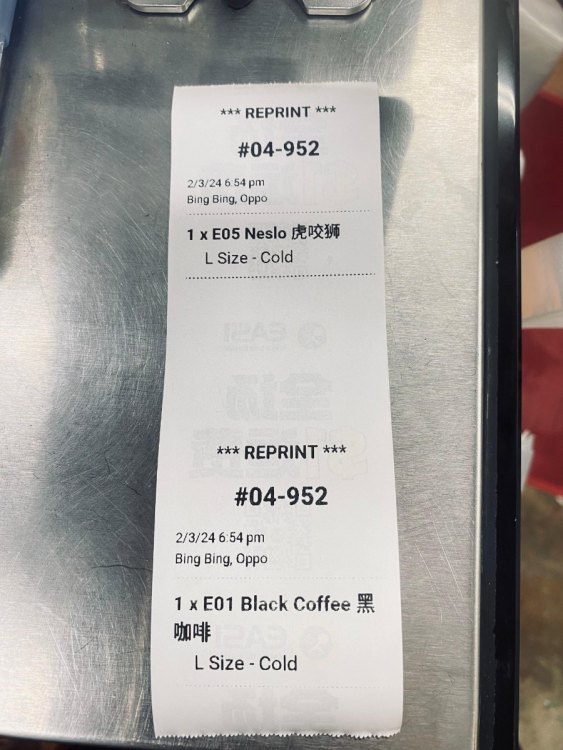 *** REPRINT ***
#04-952
2/3/24 6:54 pm
Bing Bing, Oppo
1 x E05 Neslo 虎咬狮
L Size - Cold
*** REPRINT ***
#04-952
2/3/24 6:54 pm
Bing Bing, Oppo
1 x E01 Black Coffee 黑
咖啡
L Size - Cold